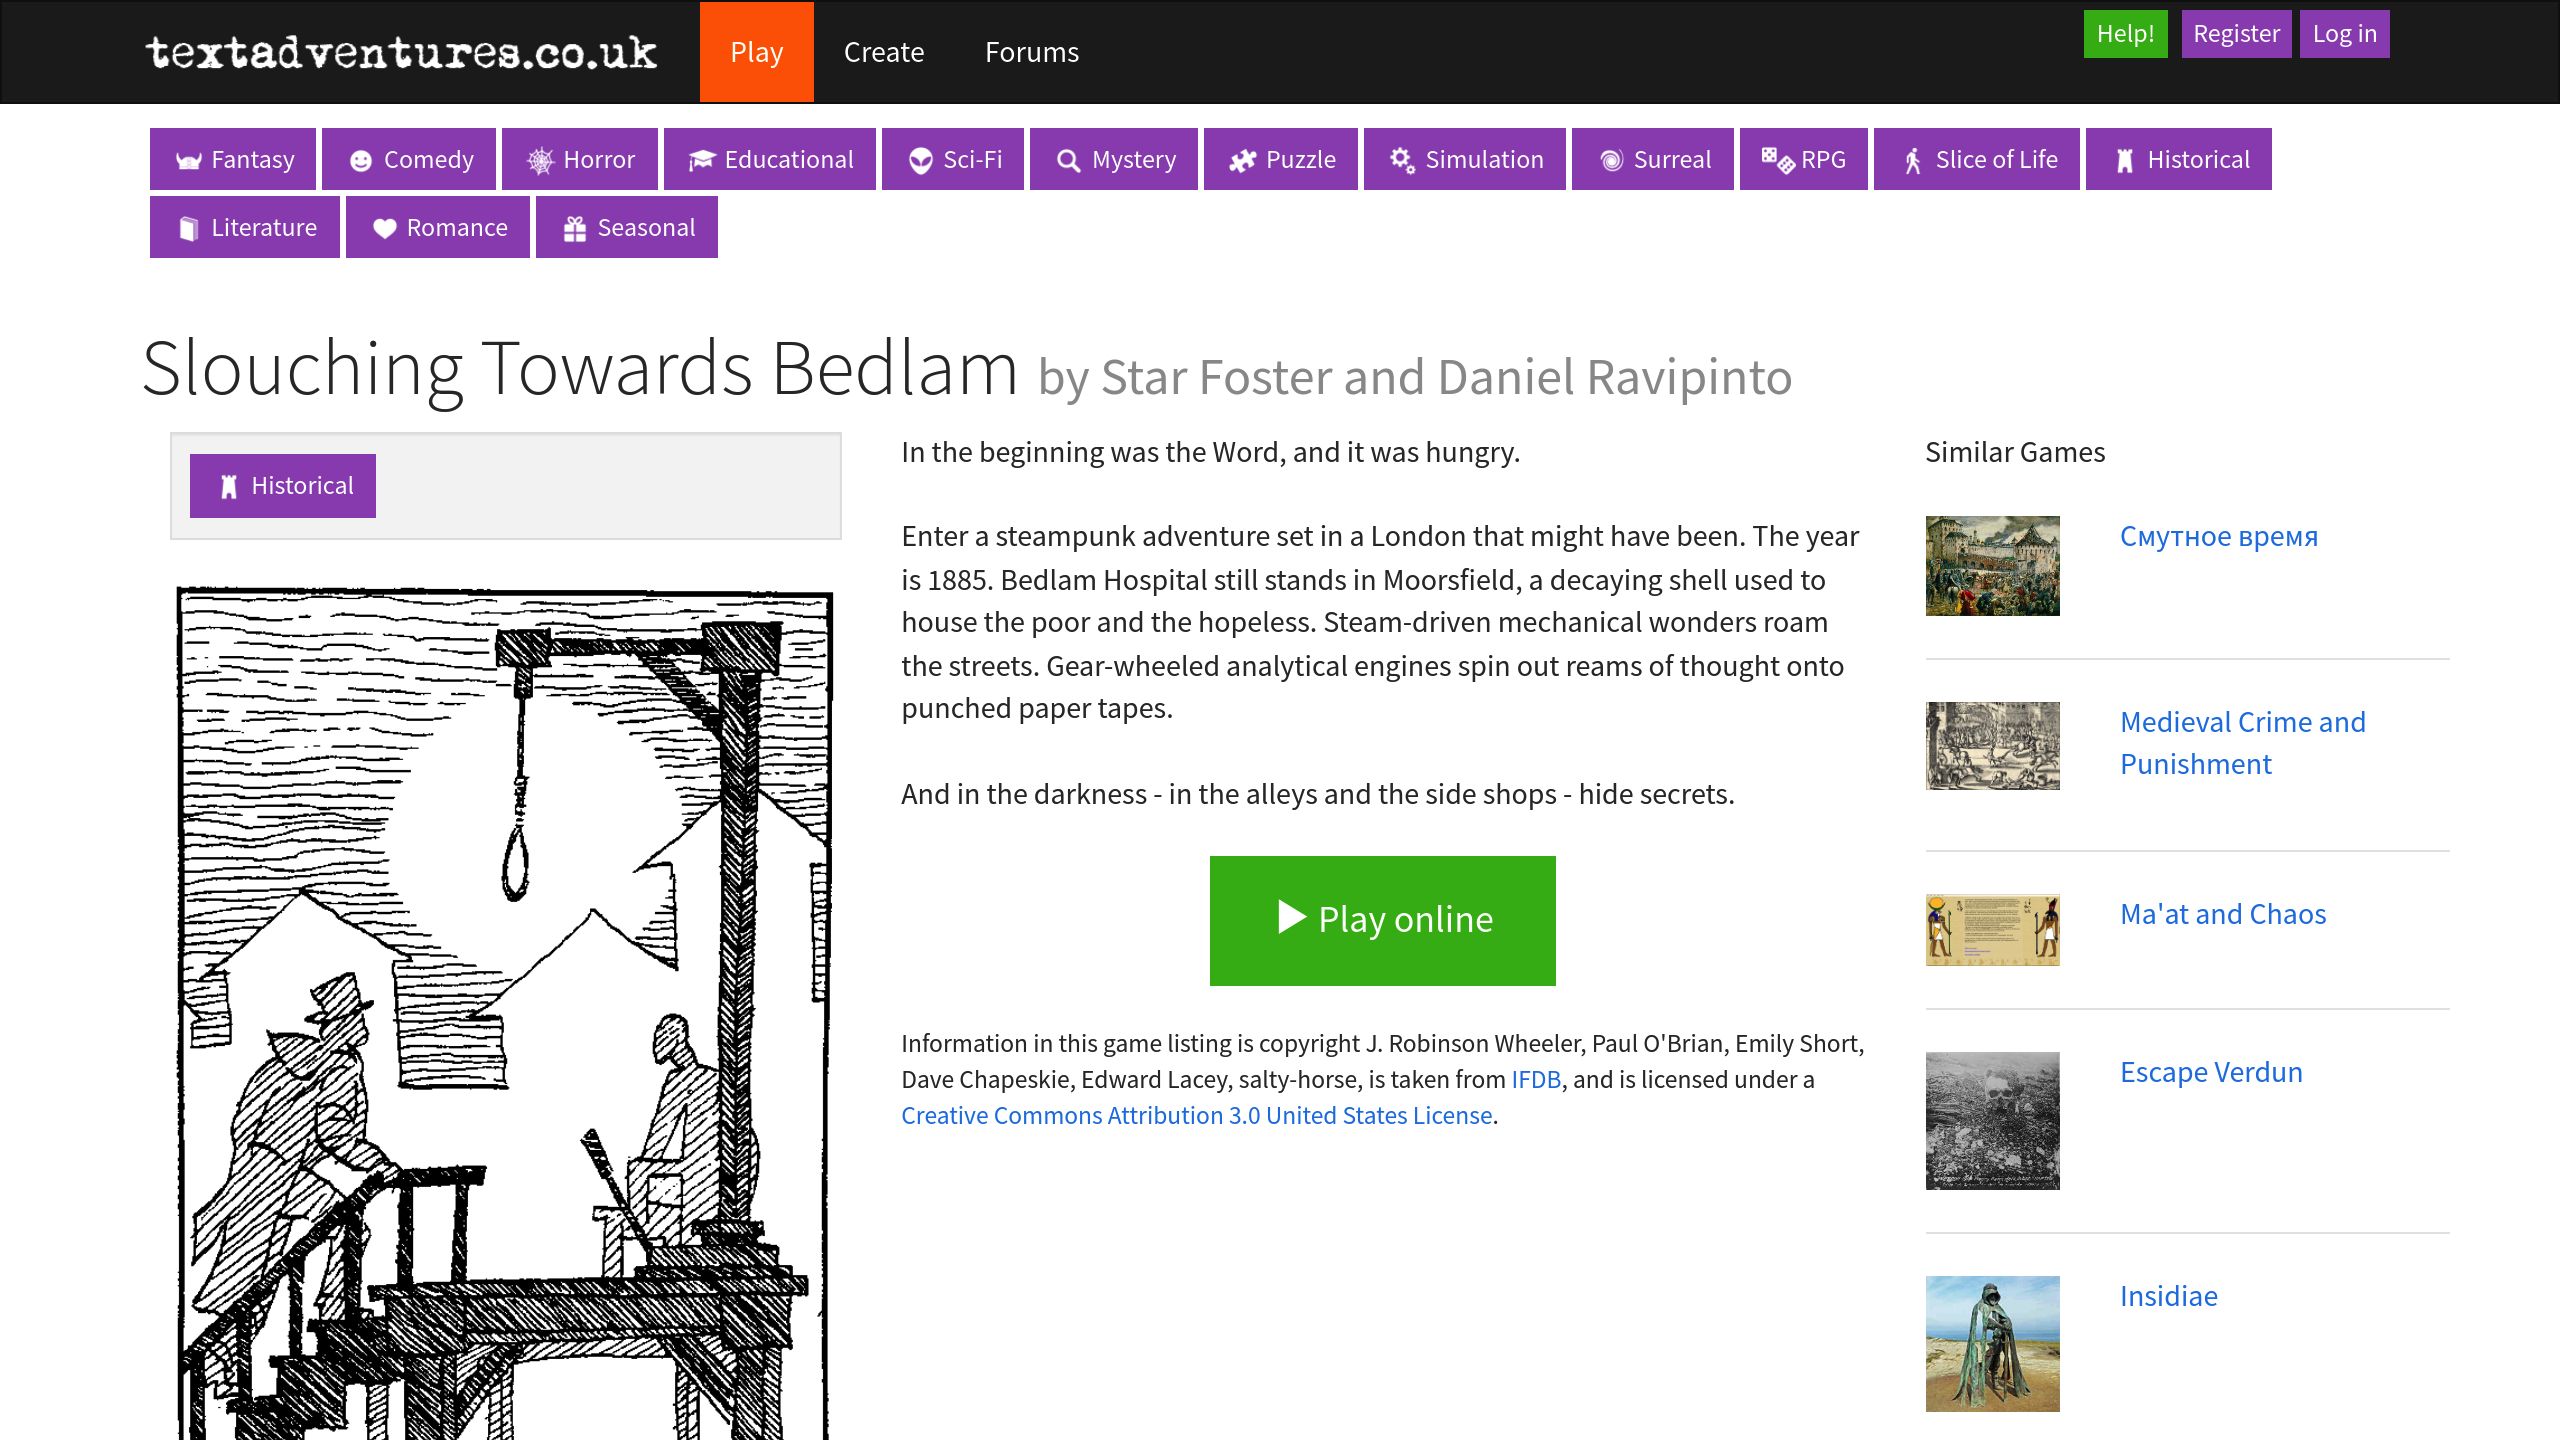 textadventures.co.uk
Play
Create
Forums
Help!
Register
Log in
Fantasy
Comedy
Horror
Educational
Sci-Fi
Mystery
Puzzle
Simulation
Surreal
RPG
Slice of Life
Historical
Literature
Romance
Seasonal
Slouching Towards Bedlam by Star Foster and Daniel Ravipinto
Historical
In the beginning was the Word, and it was hungry.
Enter a steampunk adventure set in a London that might have been. The year
is 1885. Bedlam Hospital still stands in Moorsfield, a decaying shell used to
house the poor and the hopeless. Steam-driven mechanical wonders roam
the streets. Gear-wheeled analytical engines spin out reams of thought onto
punched paper tapes.
And in the darkness - in the alleys and the side shops - hide secrets.
Play online
Information in this game listing is copyright J. Robinson Wheeler, Paul O'Brian, Emily Short,
Dave Chapeskie, Edward Lacey, salty-horse, is taken from IFDB, and is licensed under a
Creative Commons Attribution 3.0 United States License.
Similar Games
Смутное время
Medieval Crime and
Punishment
Ma'at and Chaos
Escape Verdun
Insidiae